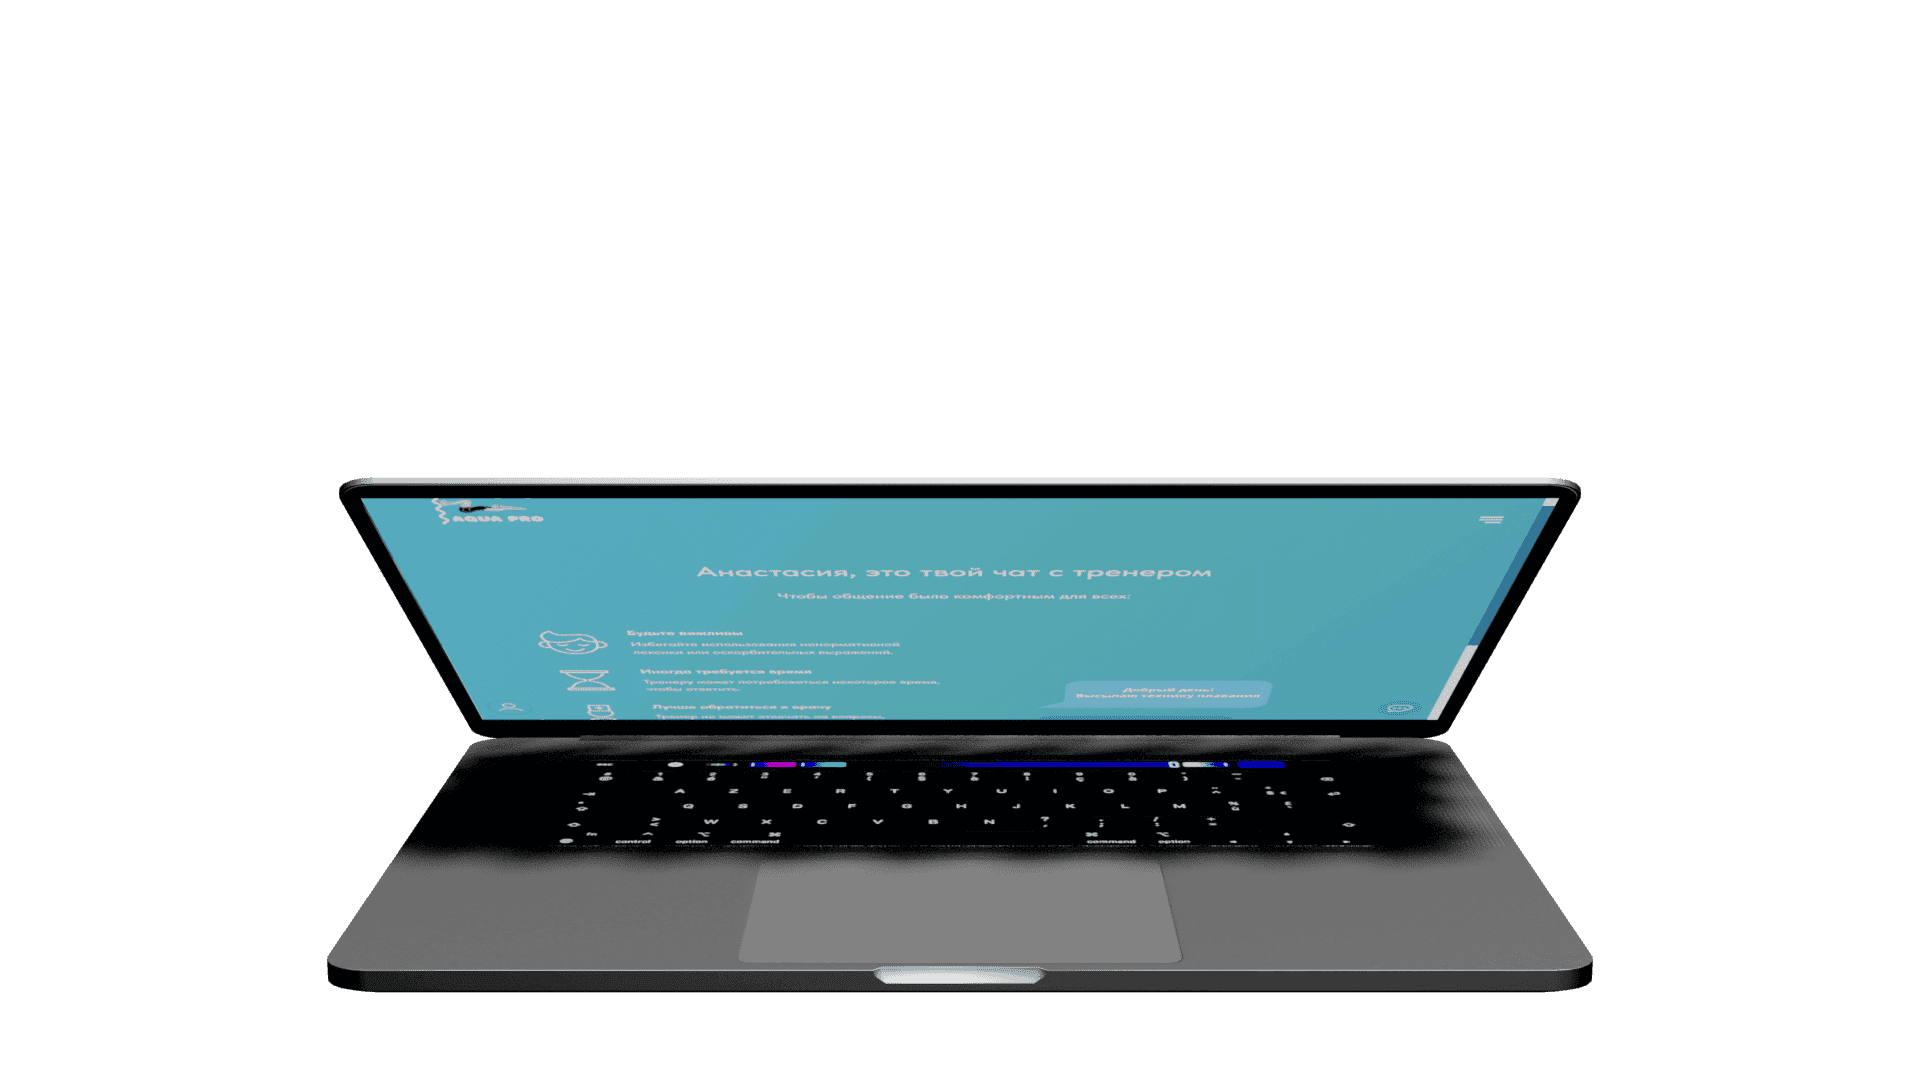 AQUA PRO
Анастасия, это твой чат с тренером
Чтобы общение было комфортным для всех:
Будьте вежливы
Избегайте использования ненормативной
лексики или оскорбительных выражений.
Иногда требуется время
Тренеру может потребоваться некоторое время,
чтобы ответить.
Лучше обратиться к врачу
Тренер не может отвечать на вопросы,
Добрый день!
Высылаю технику плавания
A Z E R T Y U I O P
Q S D F G H J K L M
W X C V B N
control option command command option